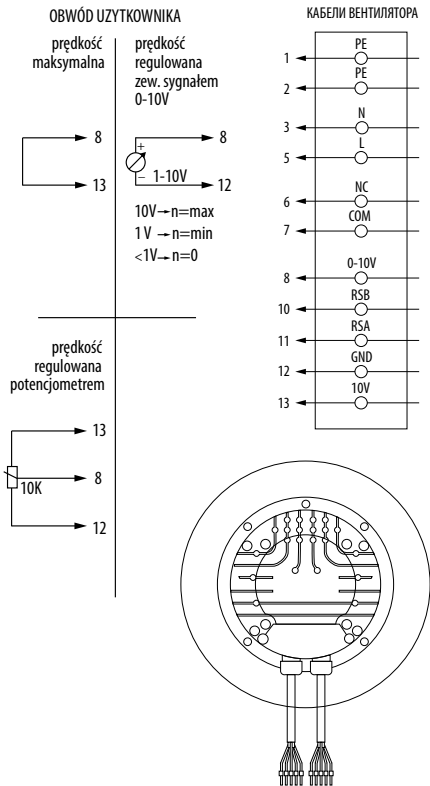 OBWÓD UZYTKOWNIKA
prędkość
maksymalna
8
13
prędkość
regulowana
zew. sygnałem
0-10V
+
8
− 1-10V
12
10V→n=max
1 V →n=min
<1V→n=0
prędkość
regulowana
potencjometrem
13
8
10K
12
КАБЕЛИ ВЕНТИЛЯТОРА
1 PE
2 PE
3 N
5 L
6 NC
7 COM
8 0-10V
10 RSB
11 RSA
12 GND
13 10V